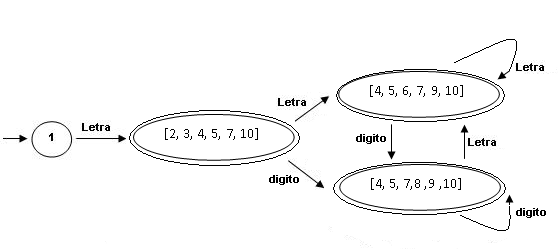 Letra
[4, 5, 6, 7, 9, 10]
Letra
Letra
1
[2, 3, 4, 5, 7, 10]
digito
Letra
digito
[4, 5, 7,8 ,9 ,10]
digito